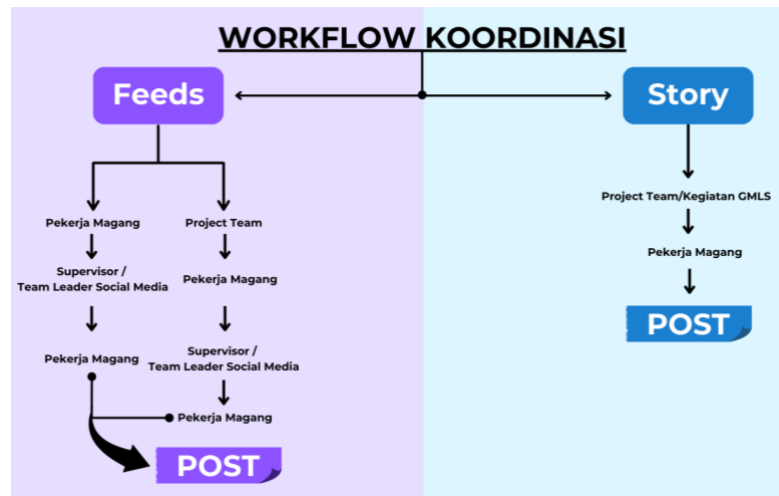 WORKFLOW KOORDINASI
Feeds
Story
Pekerja Magang
Supervisor /
Team Leader Social Media
Pekerja Magang
Project Team
Pekerja Magang
Supervisor /
Team Leader Social Media
Pekerja Magang
POST
Project Team/Kegiatan GMLS
Pekerja Magang
POST